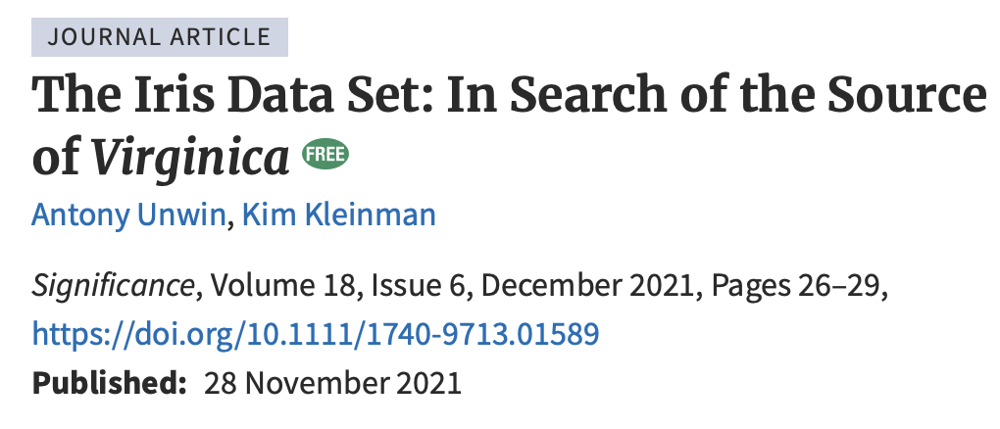 JOURNAL ARTICLE
The Iris Data Set: In Search of the Source
of Virginica FREE
Antony Unwin, Kim Kleinman
Significance, Volume 18, Issue 6, December 2021, Pages 26–29,
https://doi.org/10.1111/1740-9713.01589
Published: 28 November 2021